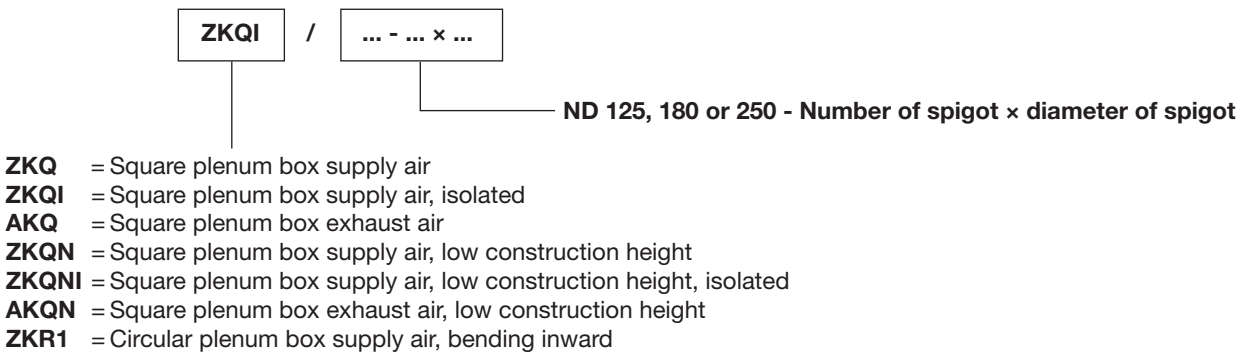 ZKQI / ... - ... × ...
ND 125, 180 or 250 - Number of spigot × diameter of spigot
ZKQ = Square plenum box supply air
ZKQI = Square plenum box supply air, isolated
AKQ = Square plenum box exhaust air
ZKQN = Square plenum box supply air, low construction height
ZKQNI = Square plenum box supply air, low construction height, isolated
AKQN = Square plenum box exhaust air, low construction height
ZKR1 = Circular plenum box supply air, bending inward